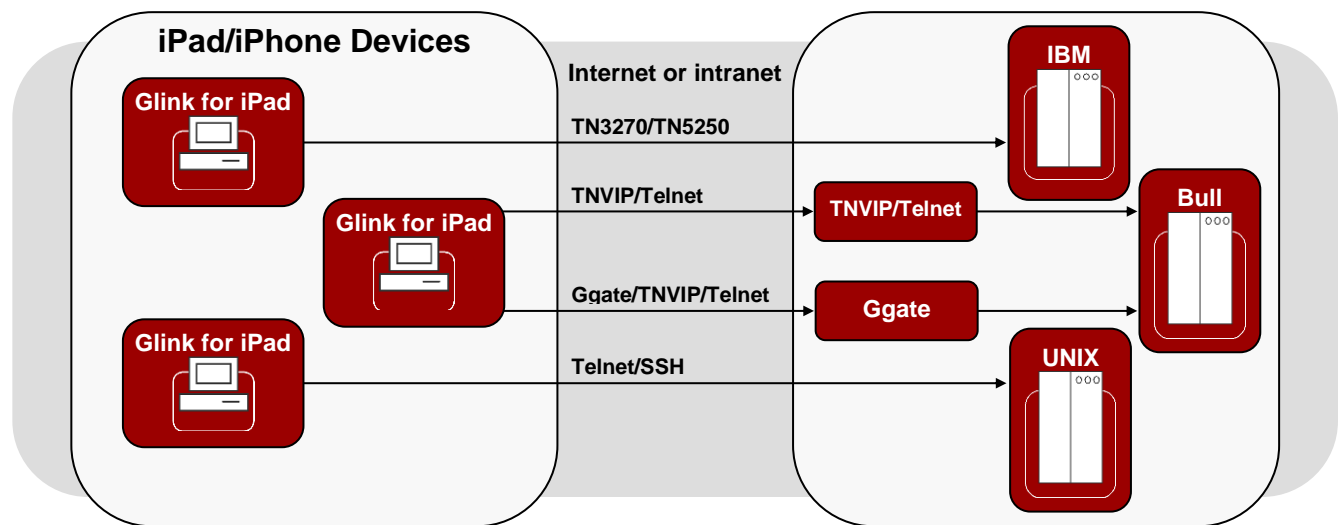 iPad/iPhone Devices
Internet or intranet
IBM
Glink for iPad
TN3270/TN5250
TNVIP/Telnet
TNVIP/Telnet
Bull
Glink for iPad
Ggate/TNVIP/Telnet
Ggate
Glink for iPad
Telnet/SSH
UNIX